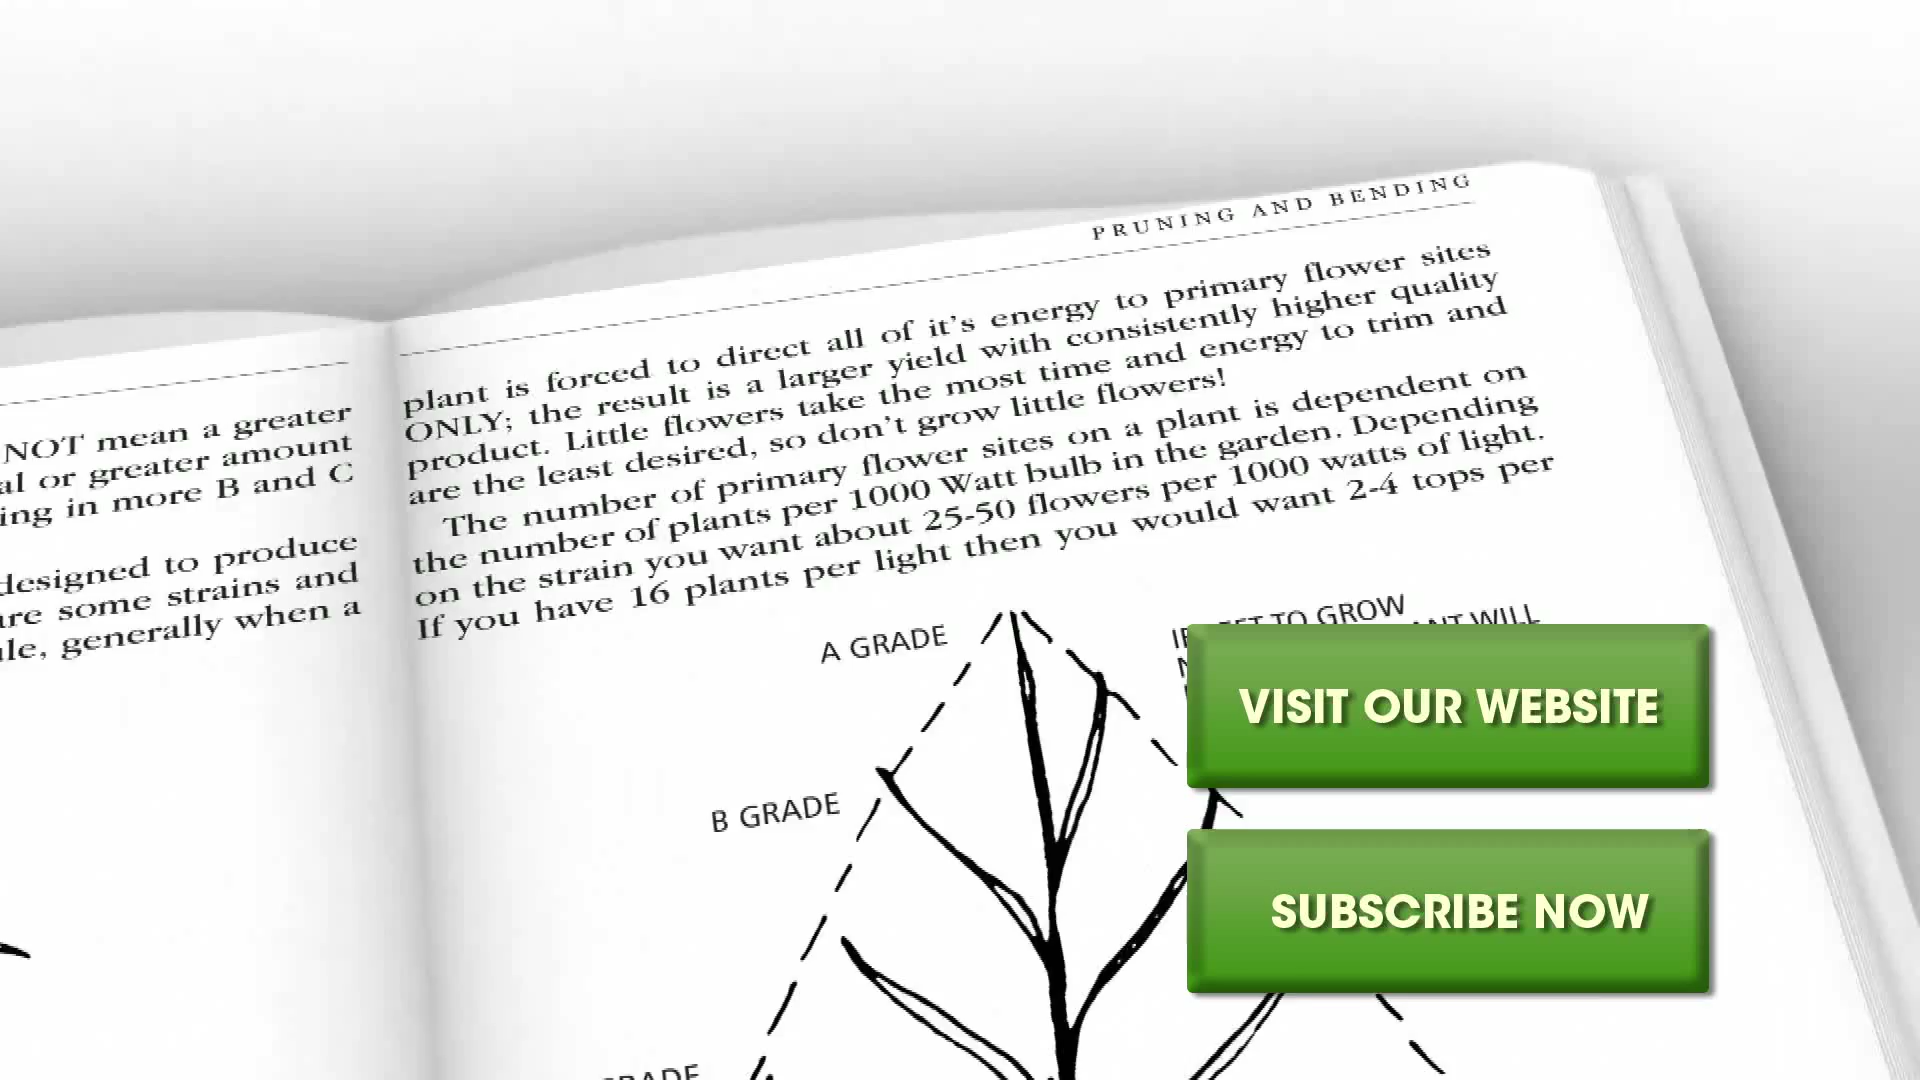 NOT mean a greater
al or greater amount
ing in more B and C
designed to produce
are some strains and
le, generally when a
PRUNING AND BENDING
plant is forced to direct all of it's energy to primary flower sites
ONLY; the result is a larger yield with consistently higher quality
product. Little flowers take the most time and energy to trim and
are the least desired, so don't grow little flowers!
The number of primary flower sites on a plant is dependent on
the number of plants per 1000 Watt bulb in the garden. Depending
on the strain you want about 25-50 flowers per 1000 watts of light.
If you have 16 plants per light then you would want 2-4 tops per
A GRADE
TO GROW
WILL
B GRADE
GRADE
VISIT OUR WEBSITE
SUBSCRIBE NOW